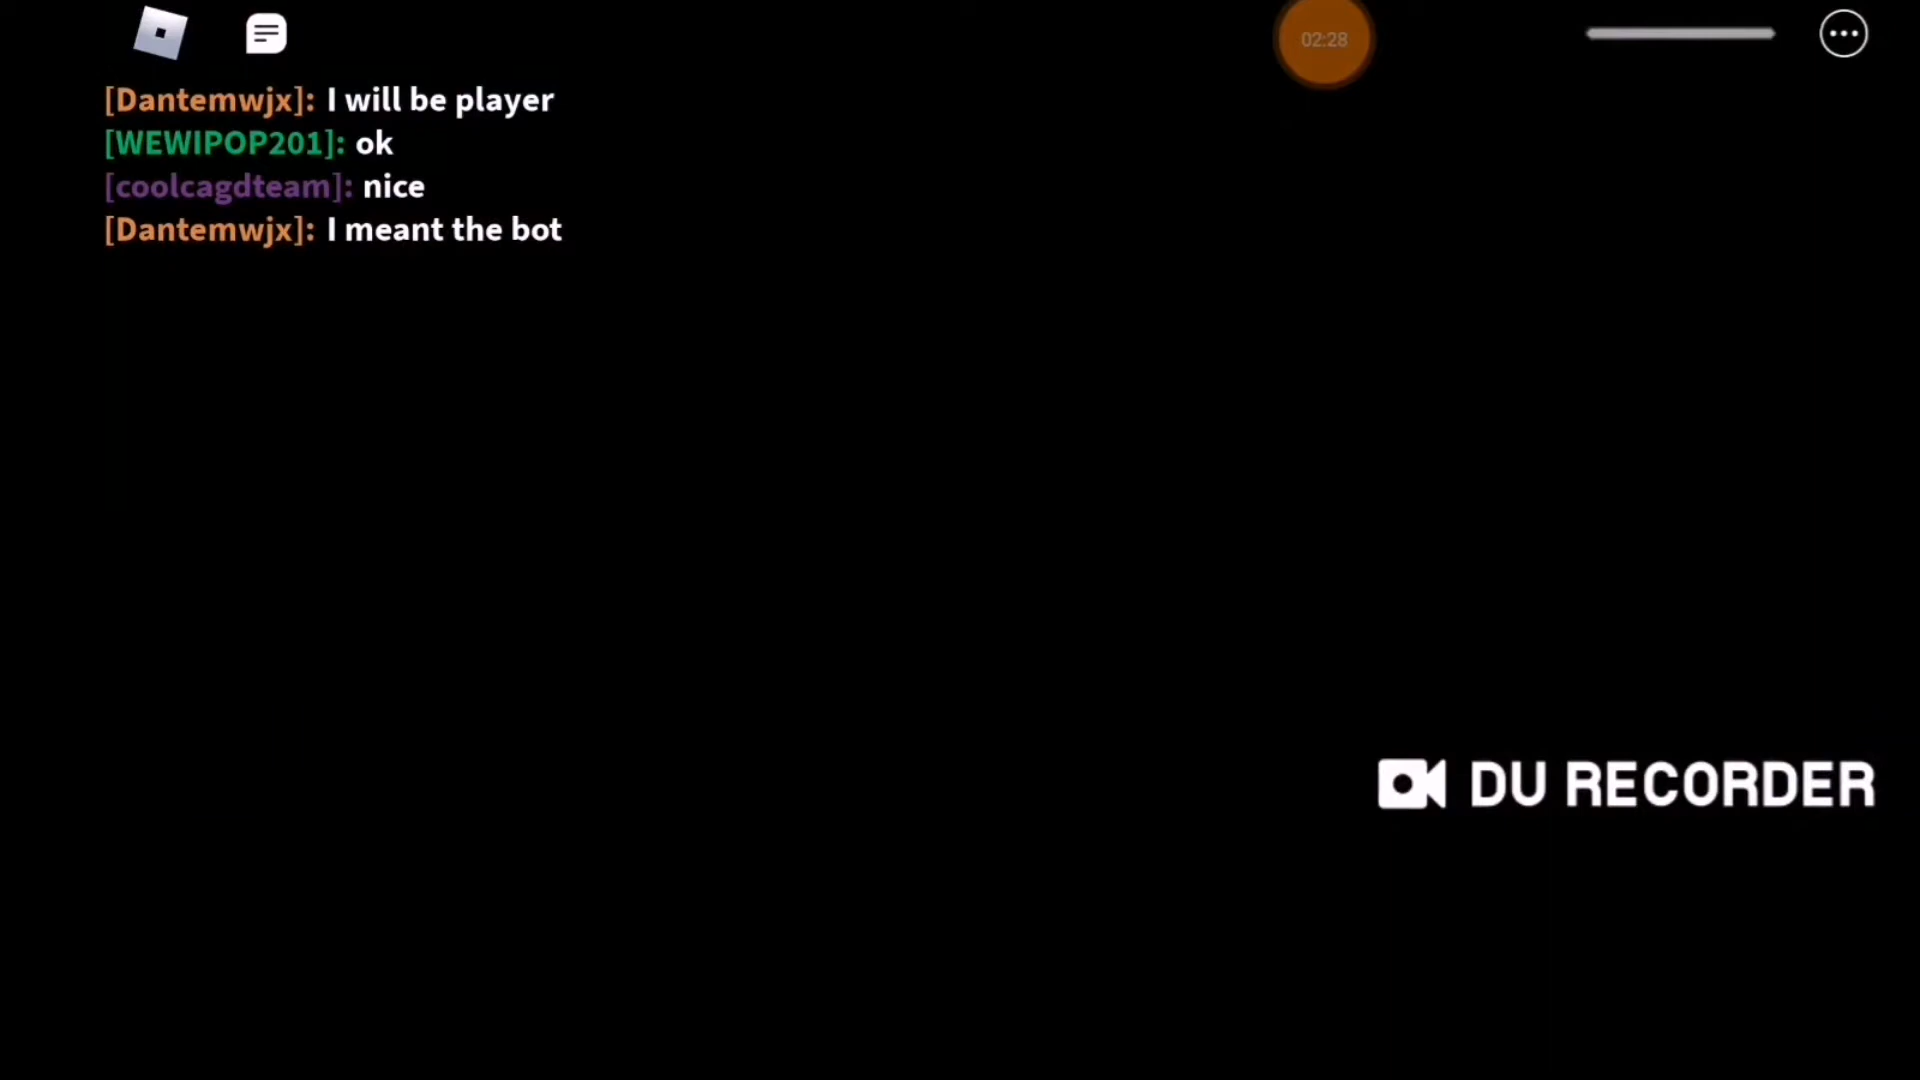 02:28
[Dantemwjx]: I will be player
[WEWIPOP201]: ok
[coolcagdteam]: nice
[Dantemwjx]: I meant the bot
DU RECORDER